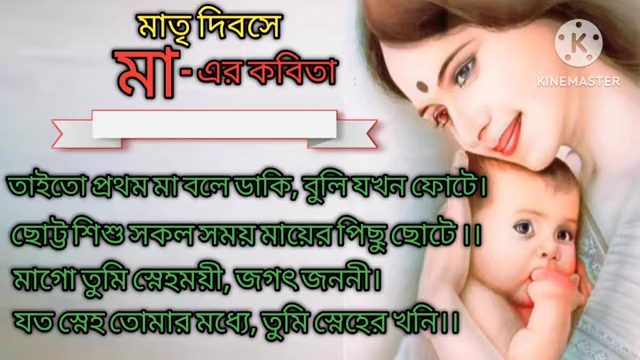 মাতৃ দিবসে
মা-এর কবিতা
KINEMASTER
তাইতো প্রথম মা বলে ডাকি, বুলি যখন ফোটে।
ছোট্ট শিশু সকল সময় মায়ের পিছু ছোটে।।
মাগো তুমি স্নেহময়ী, জগৎ জননী।
যত স্নেহ তোমার মধ্যে, তুমি স্নেহের খনি।।